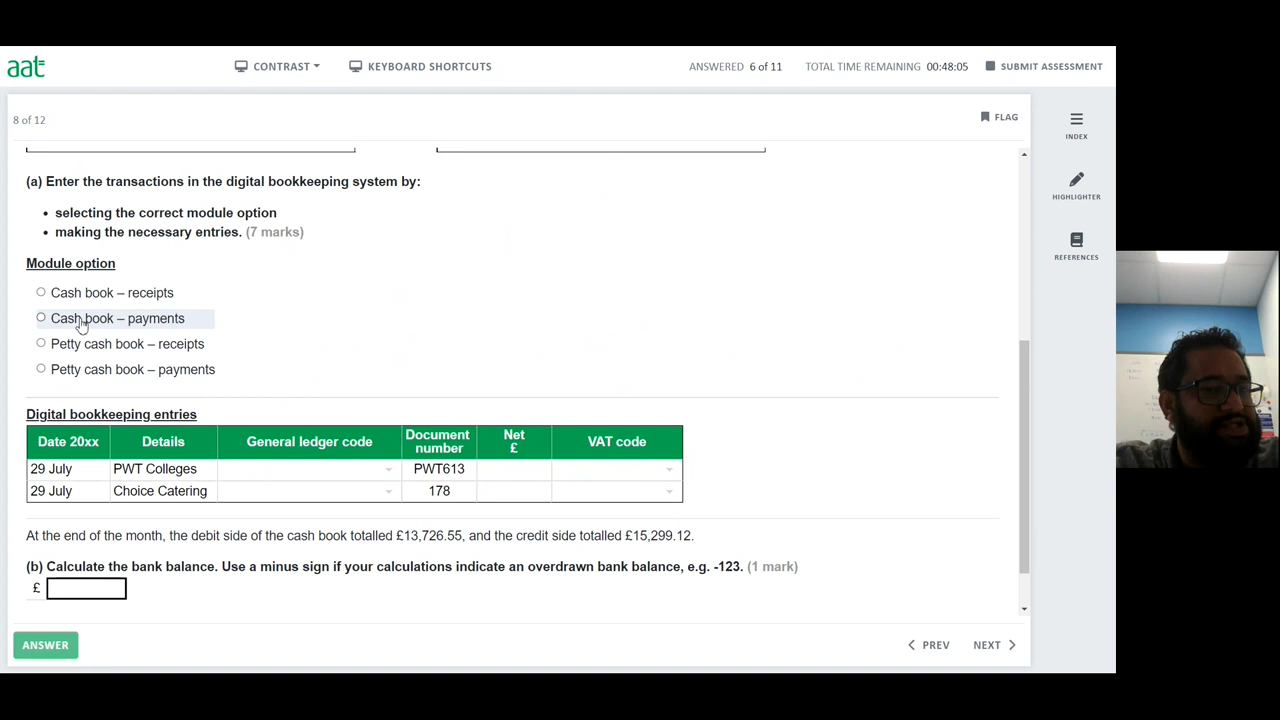 aat
CONTRAST
KEYBOARD SHORTCUTS
ANSWERED 6 of 11
TOTAL TIME REMAINING 00:48:05
SUBMIT ASSESSMENT
8 of 12
FLAG
INDEX
HIGHLIGHTER
REFERENCES
(a) Enter the transactions in the digital bookkeeping system by:
• selecting the correct module option
• making the necessary entries. (7 marks)
Module option
Cash book – receipts
Cash book – payments
Petty cash book – receipts
Petty cash book – payments
Digital bookkeeping entries
Date 20xx Details General ledger code Document number Net £ VAT code
29 July PWT Colleges PWT613
29 July Choice Catering 178
At the end of the month, the debit side of the cash book totalled £13,726.55, and the credit side totalled £15,299.12.
(b) Calculate the bank balance. Use a minus sign if your calculations indicate an overdrawn bank balance, e.g. -123. (1 mark)
£
ANSWER
PREV
NEXT